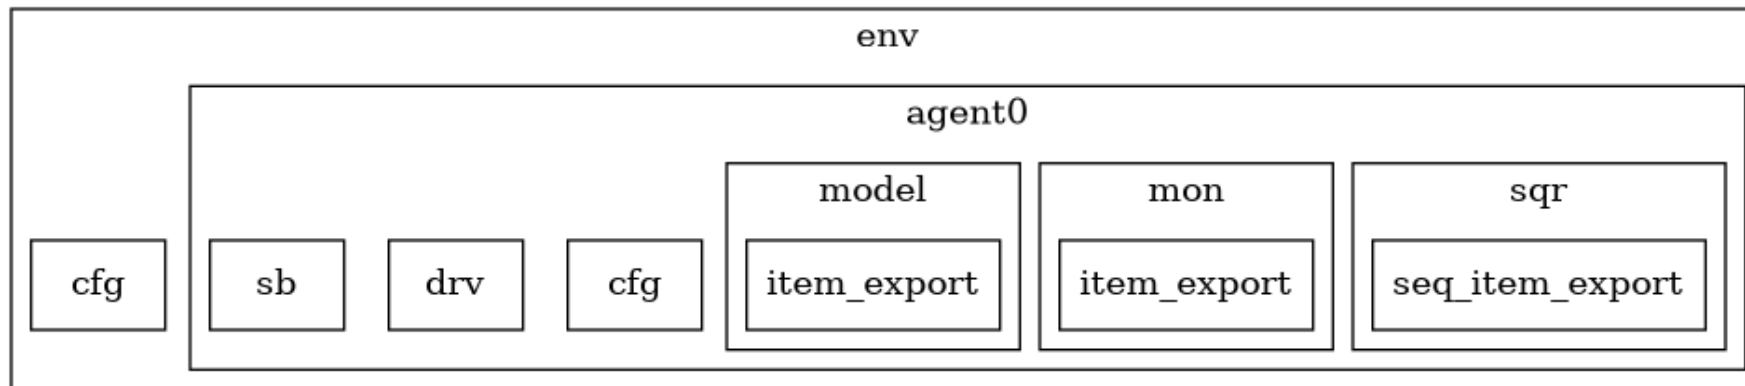 env
agent0
model
mon
sqr
cfg
sb
drv
cfg
item_export
item_export
seq_item_export